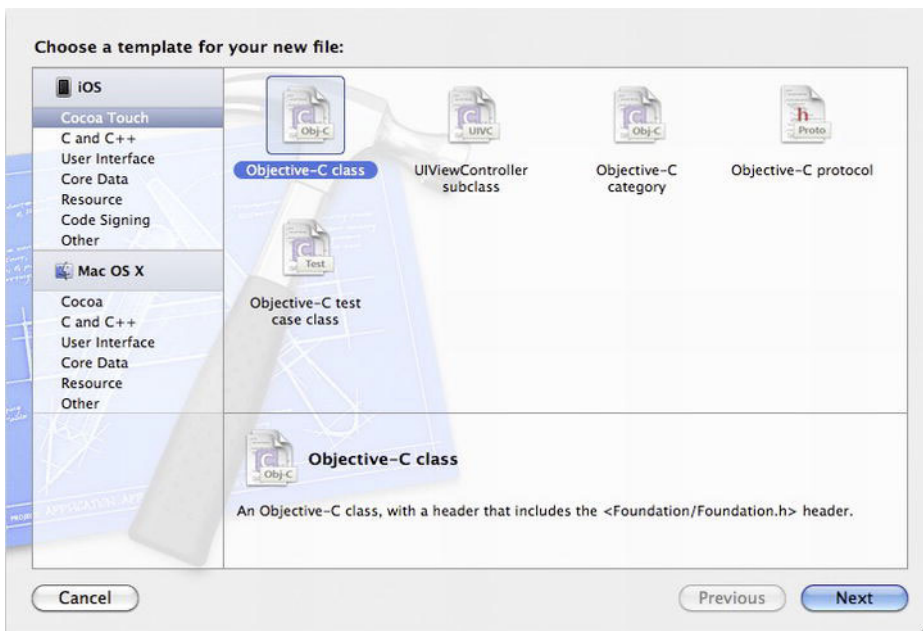 Choose a template for your new file:
iOS
Cocoa Touch
C and C++
User Interface
Core Data
Resource
Code Signing
Other
Mac OS X
Cocoa
C and C++
User Interface
Core Data
Resource
Other
Obj-C
Objective-C class
UIVC
UIViewController
subclass
Obj-C
Objective-C
category
h
Proto
Objective-C protocol
C
Test
Objective-C test
case class
C
Obj-C
Objective-C class
An Objective-C class, with a header that includes the <Foundation/Foundation.h> header.
Cancel
Previous
Next